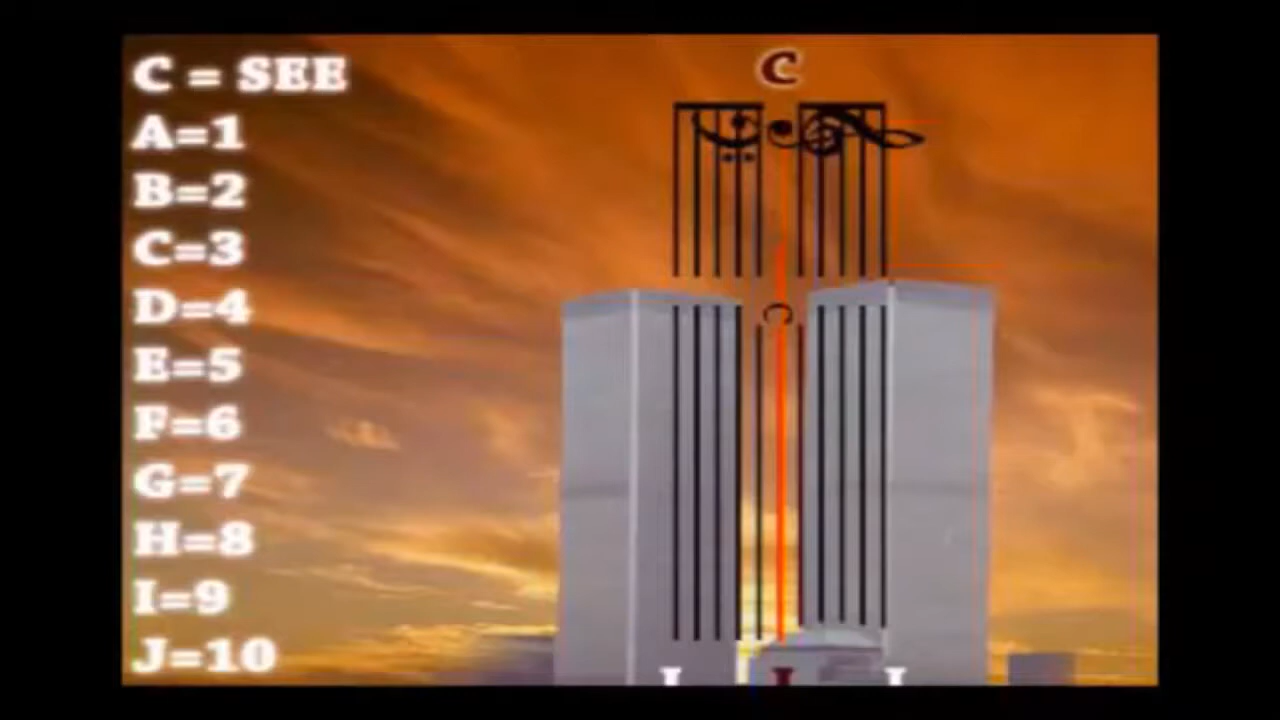 C = SEE
C
A=1
B=2
C=3
D=4
E=5
F=6
G=7
H=8
I=9
J=10